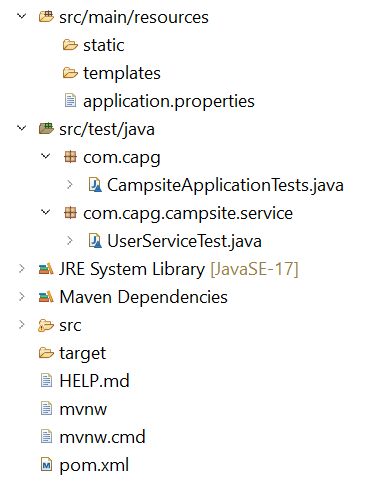 src/main/resources
static
templates
application.properties
src/test/java
com.capg
CampsiteApplicationTests.java
com.capg.campsite.service
UserServiceTest.java
JRE System Library [JavaSE-17]
Maven Dependencies
src
target
HELP.md
mvnw
mvnw.cmd
pom.xml